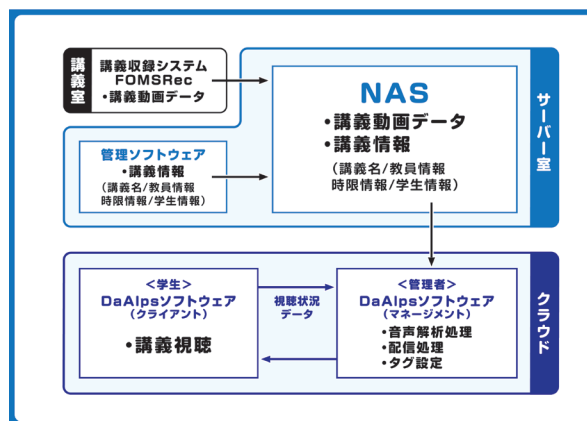 講義室
講義収録システム
FOMSRec
・講義動画データ
NAS
・講義動画データ
・講義情報
(講義名/教員情報
時限情報/学生情報)
サーバー室
管理ソフトウェア
・講義情報
(講義名/教員情報
時限情報/学生情報)
<学生>
DaAlpsソフトウェア
(クライアント)
・講義視聴
視聴状況
データ
<管理者>
DaAlpsソフトウェア
(マネージメント)
・音声解析処理
・配信処理
・タグ設定
クラウド